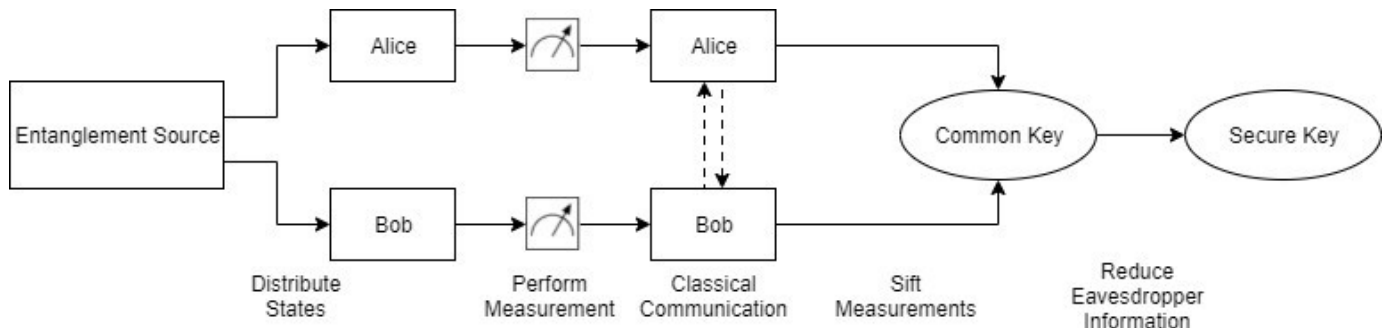 Alice
Alice
Entanglement Source
Common Key
Secure Key
Bob
Bob
Distribute
States
Perform
Measurement
Classical
Communication
Sift
Measurements
Reduce
Eavesdropper
Information